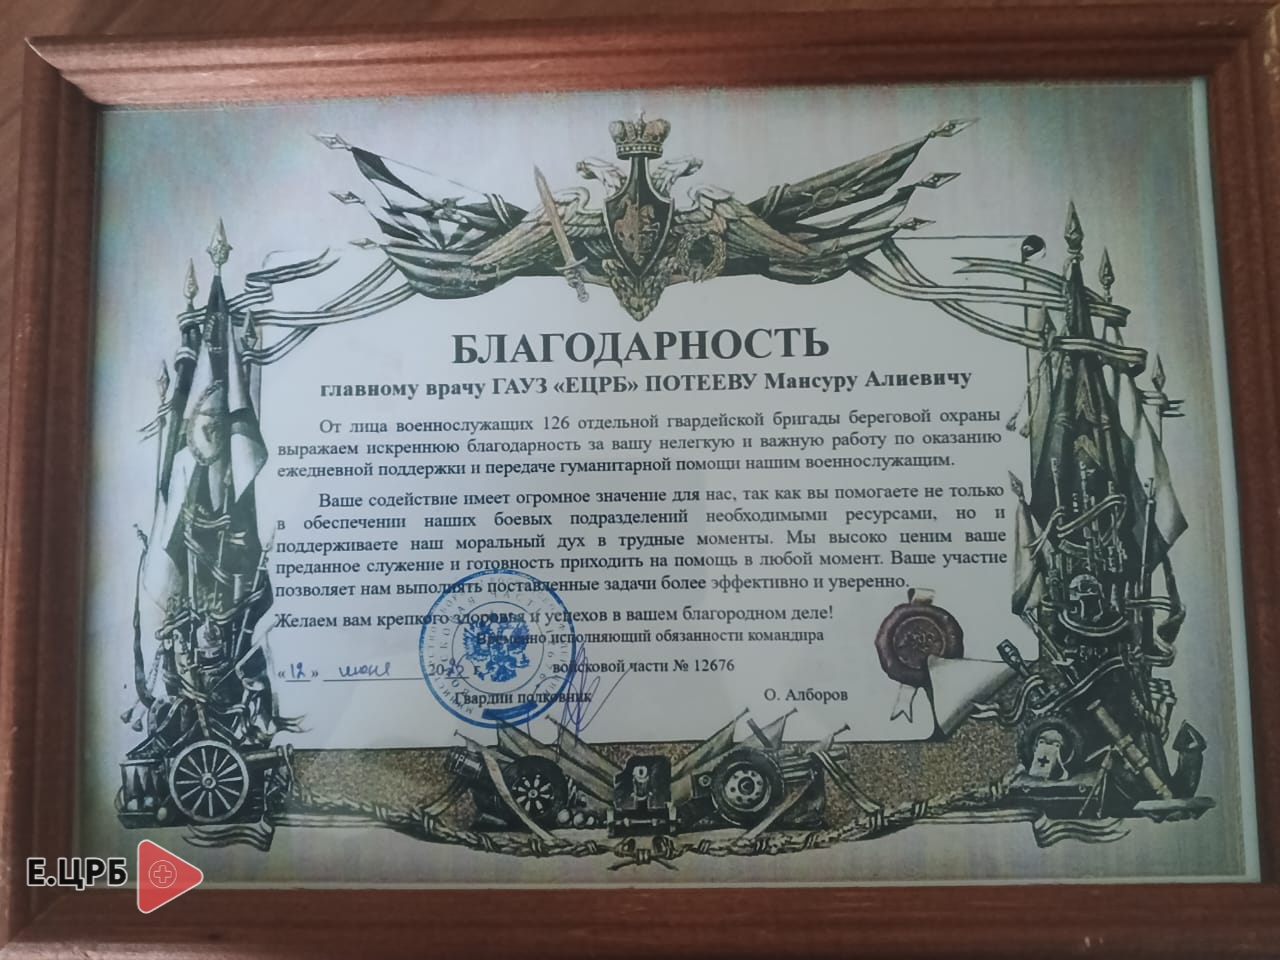 БЛАГОДАРНОСТЬ
главному врачу ГАУЗ «ЕЦРБ» ПОТЕЕВУ Мансуру Алиевичу
От лица военнослужащих 126 отдельной гвардейской бригады береговой охраны
выражаем искреннюю благодарность за вашу нелегкую и важную работу по оказанию
ежедневной поддержки и передаче гуманитарной помощи нашим военнослужащим.
Ваше содействие имеет огромное значение для нас, так как вы помогаете не только
в обеспечении наших боевых подразделений необходимыми ресурсами, но и
поддерживаете наш моральный дух в трудные моменты. Мы высоко ценим ваше
преданное служение и готовность приходить на помощь в любой момент. Ваше участие
позволяет нам выполнять поставленные задачи более эффективно и уверенно.
Желаем вам крепкого здоровья и успехов в вашем благородном деле!
Временно исполняющий обязанности командира
«12» июня 2025 г. войсковой части № 12676
Гвардии полковник О. Алборов
Е.ЦРБ